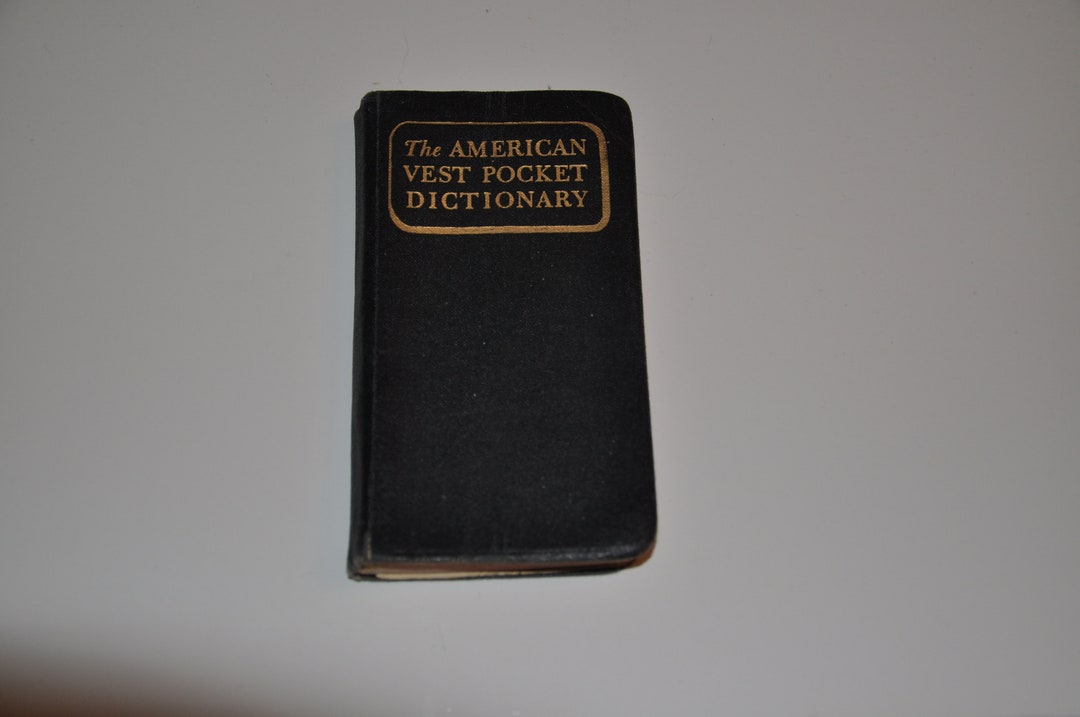 The AMERICAN
VEST POCKET
DICTIONARY